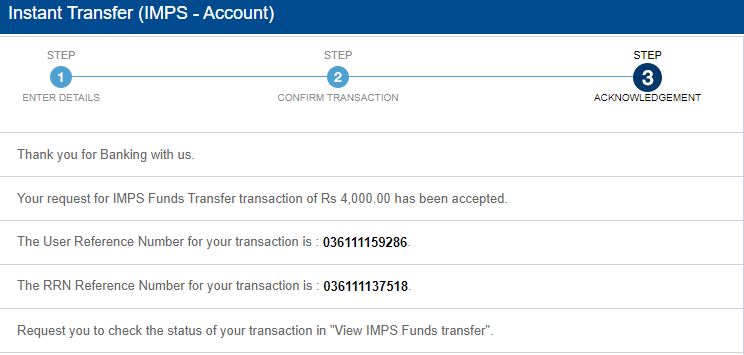 Instant Transfer (IMPS - Account)
STEP STEP STEP
1 2 3
ENTER DETAILS CONFIRM TRANSACTION ACKNOWLEDGEMENT
Thank you for Banking with us.
Your request for IMPS Funds Transfer transaction of Rs 4,000.00 has been accepted.
The User Reference Number for your transaction is : 036111159286.
The RRN Reference Number for your transaction is : 036111137518.
Request you to check the status of your transaction in "View IMPS Funds transfer".